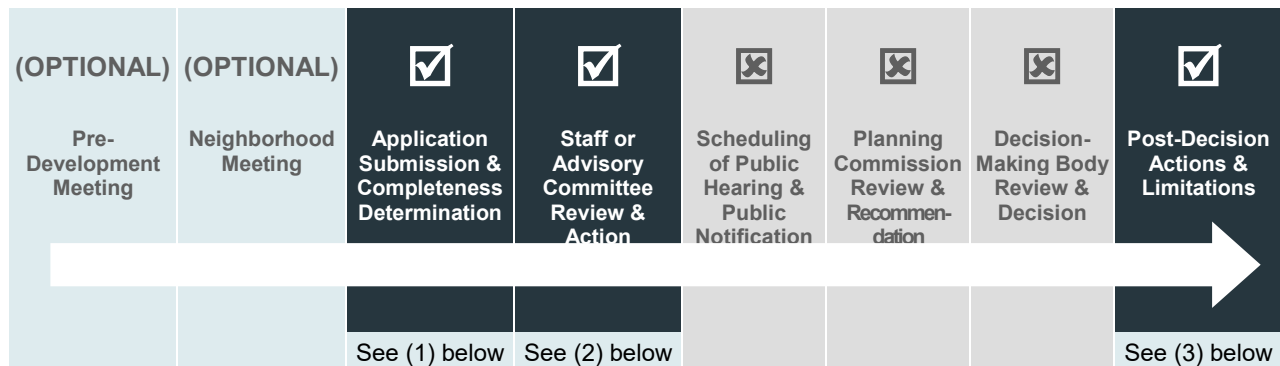 (OPTIONAL)
Pre-
Development
Meeting
(OPTIONAL)
Neighborhood
Meeting
Application
Submission &
Completeness
Determination
See (1) below
Staff or
Advisory
Committee
Review &
Action
See (2) below
Scheduling
of Public
Hearing &
Public
Notification
Planning
Commission
Review &
Recommen-
dation
Decision-
Making Body
Review &
Decision
Post-Decision
Actions &
Limitations
See (3) below